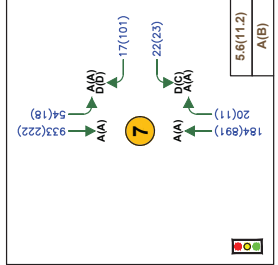 17(101)
22(23)
54(18)
A(A)
D(D)
D(C)
A(A)
20(11)
933(222)
A(A)
7
A(A)
184(891)
5.6(11.2)
A(B)